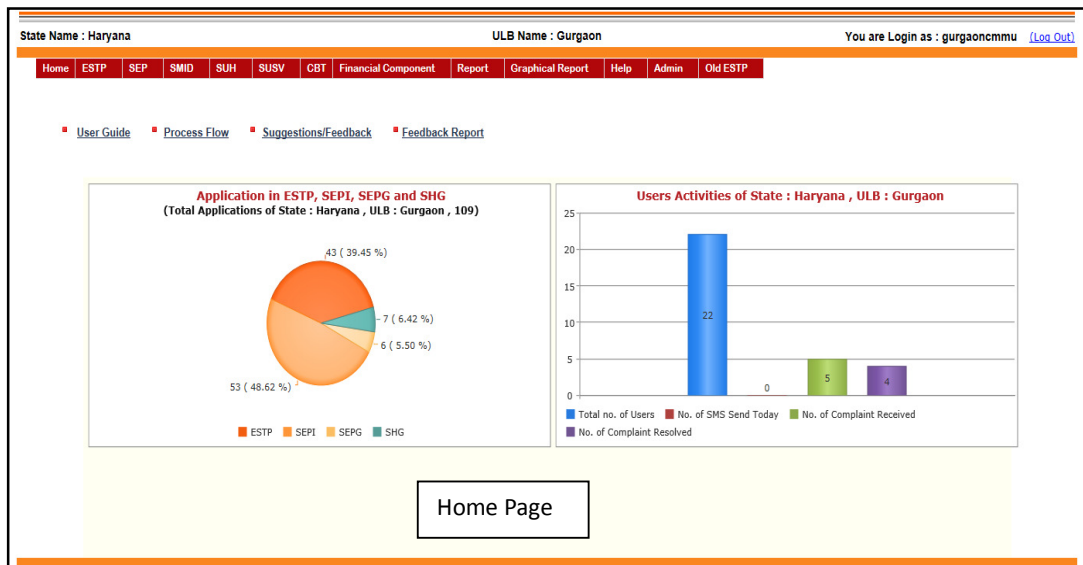 State Name : Haryana ULB Name : Gurgaon You are Login as : gurgaoncmmu (Log Out)
Home ESTP SEP SMID SUH SUSV CBT Financial Component Report Graphical Report Help Admin Old ESTP
User Guide Process Flow Suggestions/Feedback Feedback Report
Application in ESTP, SEPI, SEPG and SHG
(Total Applications of State : Haryana , ULB : Gurgaon , 109)
43 ( 39.45 %)
7 ( 6.42 %)
6 ( 5.50 %)
53 ( 48.62 %)
ESTP SEPI SEPG SHG
Users Activities of State : Haryana , ULB : Gurgaon
25
20
15
10
5
0
22
0
5
4
Total no. of Users No. of SMS Send Today No. of Complaint Received
No. of Complaint Resolved
Home Page